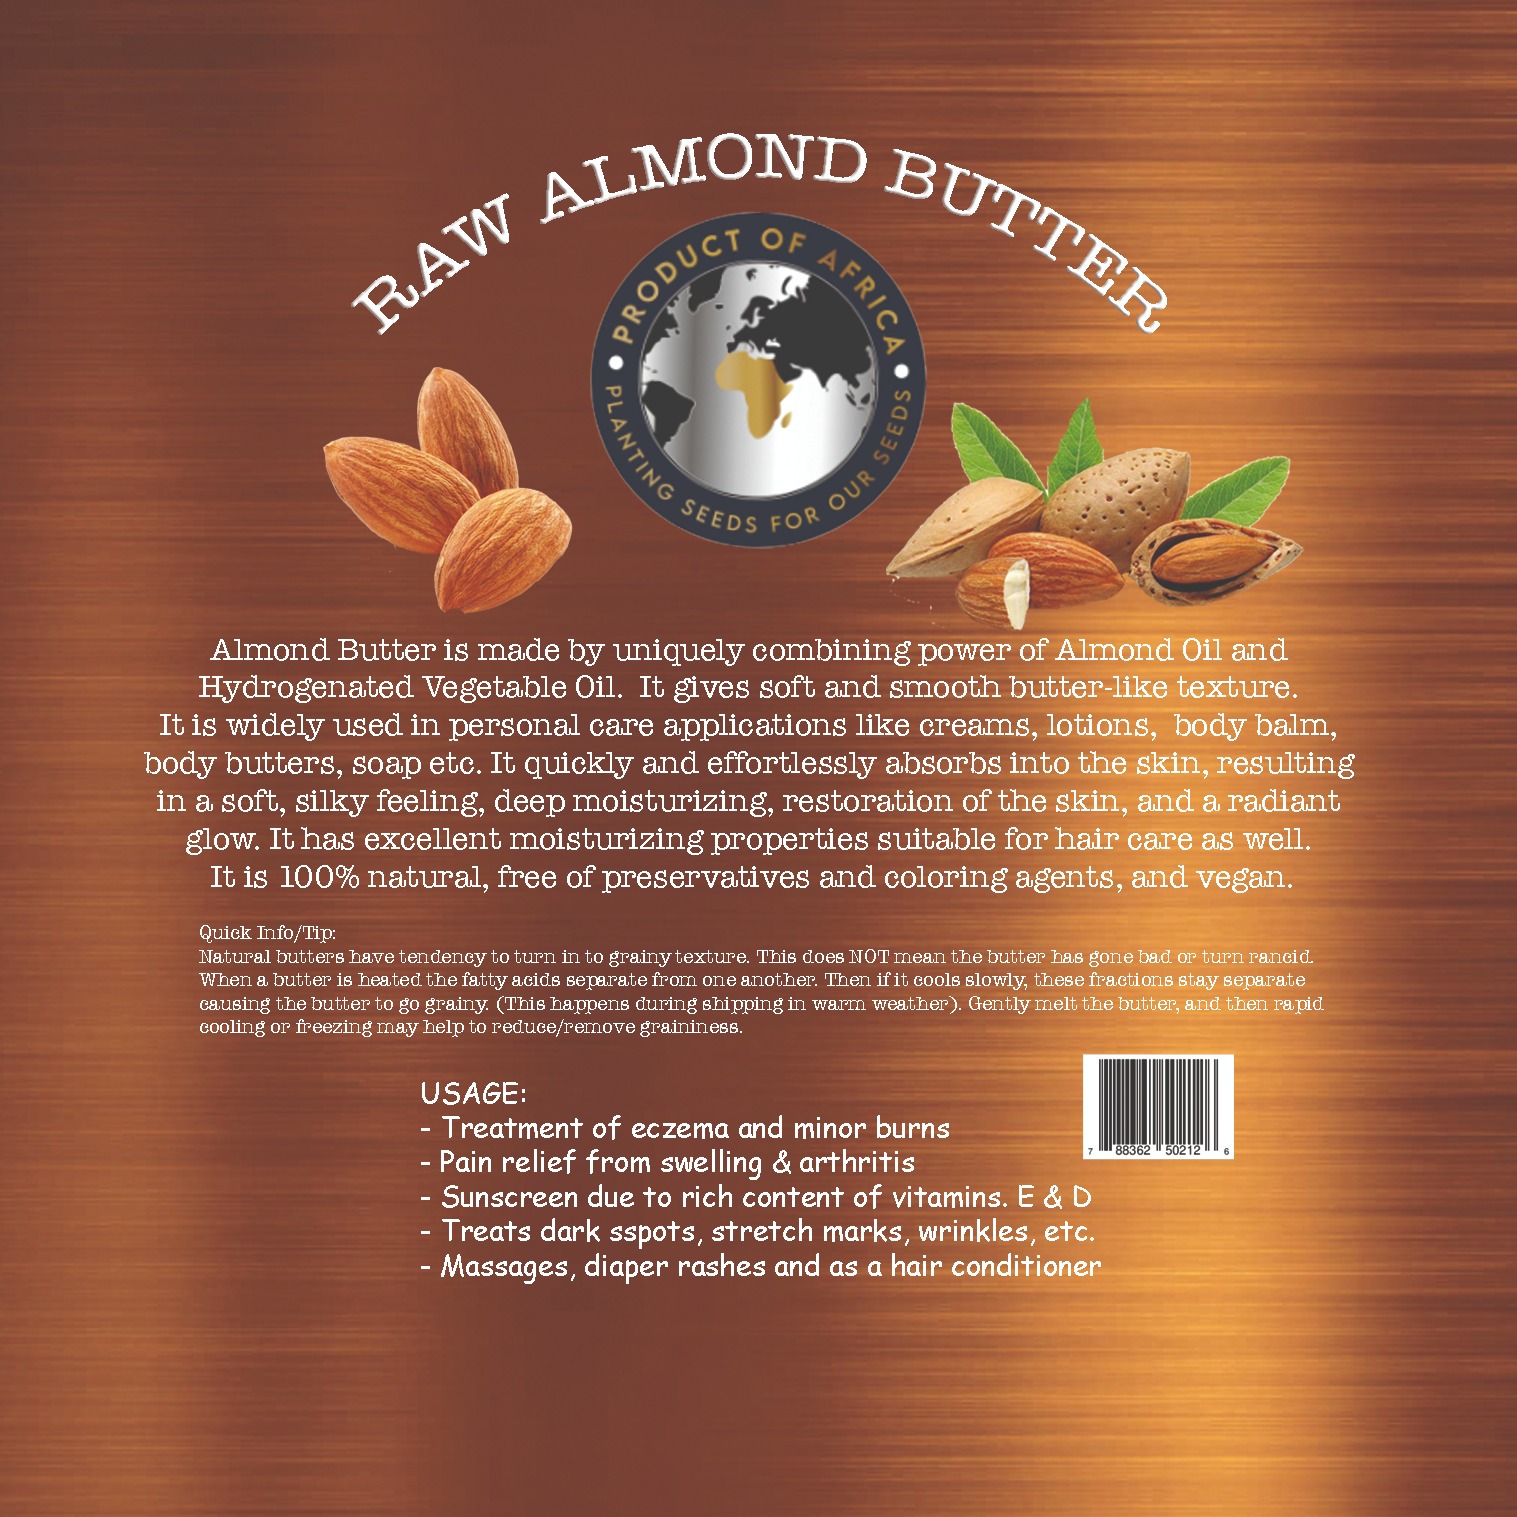 RAW ALMOND BUTTER
PRODUCT OF AFRICA
PLANTING SEEDS FOR OUR SEEDS
Almond Butter is made by uniquely combining power of Almond Oil and
Hydrogenated Vegetable Oil.  It gives soft and smooth butter-like texture.
It is widely used in personal care applications like creams, lotions,  body balm,
body butters, soap etc. It quickly and effortlessly absorbs into the skin, resulting
in a soft, silky feeling, deep moisturizing, restoration of the skin, and a radiant
glow. It has excellent moisturizing properties suitable for hair care as well.
It is 100% natural, free of preservatives and coloring agents, and vegan.
Quick Info/Tip:
Natural butters have tendency to turn in to grainy texture. This does NOT mean the butter has gone bad or turn rancid.
When a butter is heated the fatty acids separate from one another. Then if it cools slowly, these fractions stay separate
causing the butter to go grainy. (This happens during shipping in warm weather). Gently melt the butter, and then rapid
cooling or freezing may help to reduce/remove graininess.
USAGE:
- Treatment of eczema and minor burns
- Pain relief from swelling & arthritis
- Sunscreen due to rich content of vitamins. E & D
- Treats dark sspots, stretch marks, wrinkles, etc.
- Massages, diaper rashes and as a hair conditioner
7 88362 50212 6